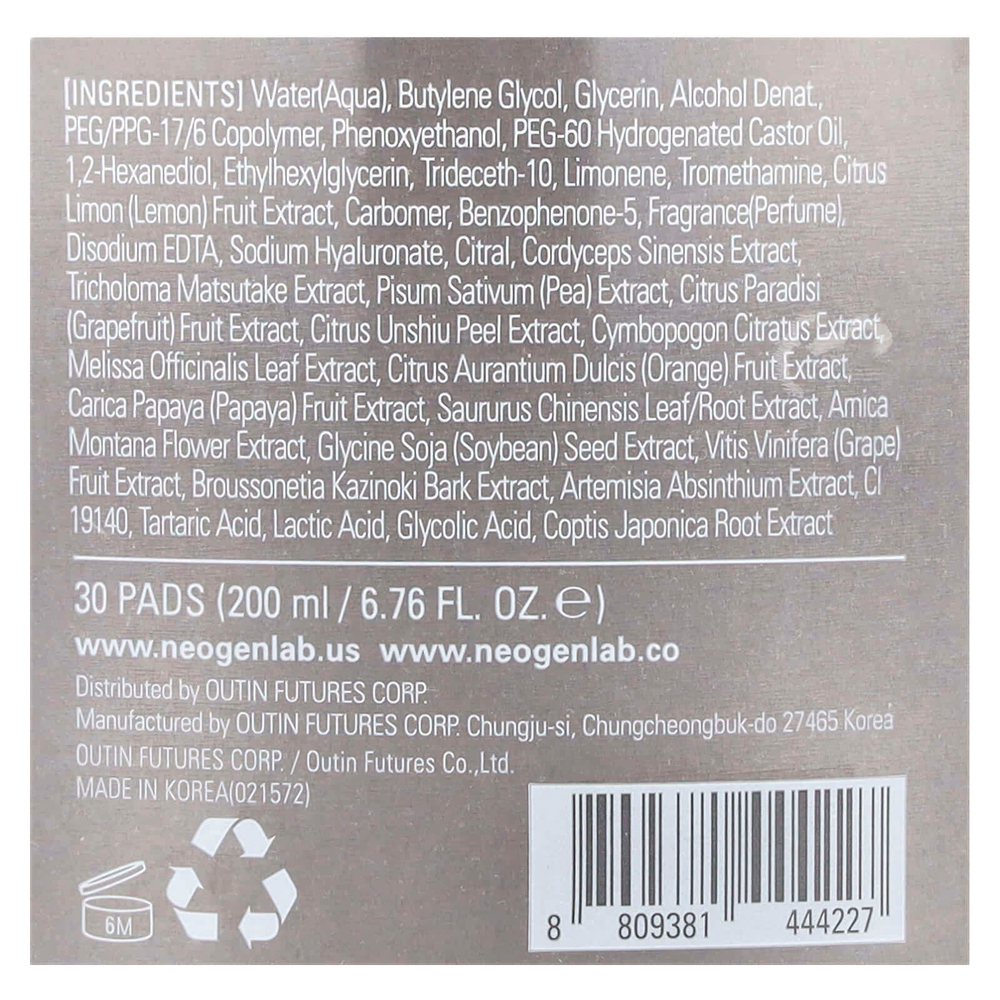 [INGREDIENTS] Water(Aqua), Butylene Glycol, Glycerin, Alcohol Denat.,
PEG/PPG-17/6 Copolymer, Phenoxyethanol, PEG-60 Hydrogenated Castor Oil,
1,2-Hexanediol, Ethylhexylglycerin, Trideceth-10, Limonene, Tromethamine, Citrus
Limon (Lemon) Fruit Extract, Carbomer, Benzophenone-5, Fragrance(Perfume),
Disodium EDTA, Sodium Hyaluronate, Citral, Cordyceps Sinensis Extract,
Tricholoma Matsutake Extract, Pisum Sativum (Pea) Extract, Citrus Paradisi
(Grapefruit) Fruit Extract, Citrus Unshiu Peel Extract, Cymbopogon Citratus Extract,
Melissa Officinalis Leaf Extract, Citrus Aurantium Dulcis (Orange) Fruit Extract,
Carica Papaya (Papaya) Fruit Extract, Saururus Chinensis Leaf/Root Extract, Arnica
Montana Flower Extract, Glycine Soja (Soybean) Seed Extract, Vitis Vinifera (Grape)
Fruit Extract, Broussonetia Kazinoki Bark Extract, Artemisia Absinthium Extract, CI
19140, Tartaric Acid, Lactic Acid, Glycolic Acid, Coptis Japonica Root Extract
30 PADS (200 ml / 6.76 FL. OZ. ℮)
www.neogenlab.us www.neogenlab.co
Distributed by OUTIN FUTURES CORP.
Manufactured by OUTIN FUTURES CORP. Chungju-si, Chungcheongbuk-do 27465 Korea
OUTIN FUTURES CORP. / Outin Futures Co.,Ltd.
MADE IN KOREA(021572)
6M
8 809381 444227